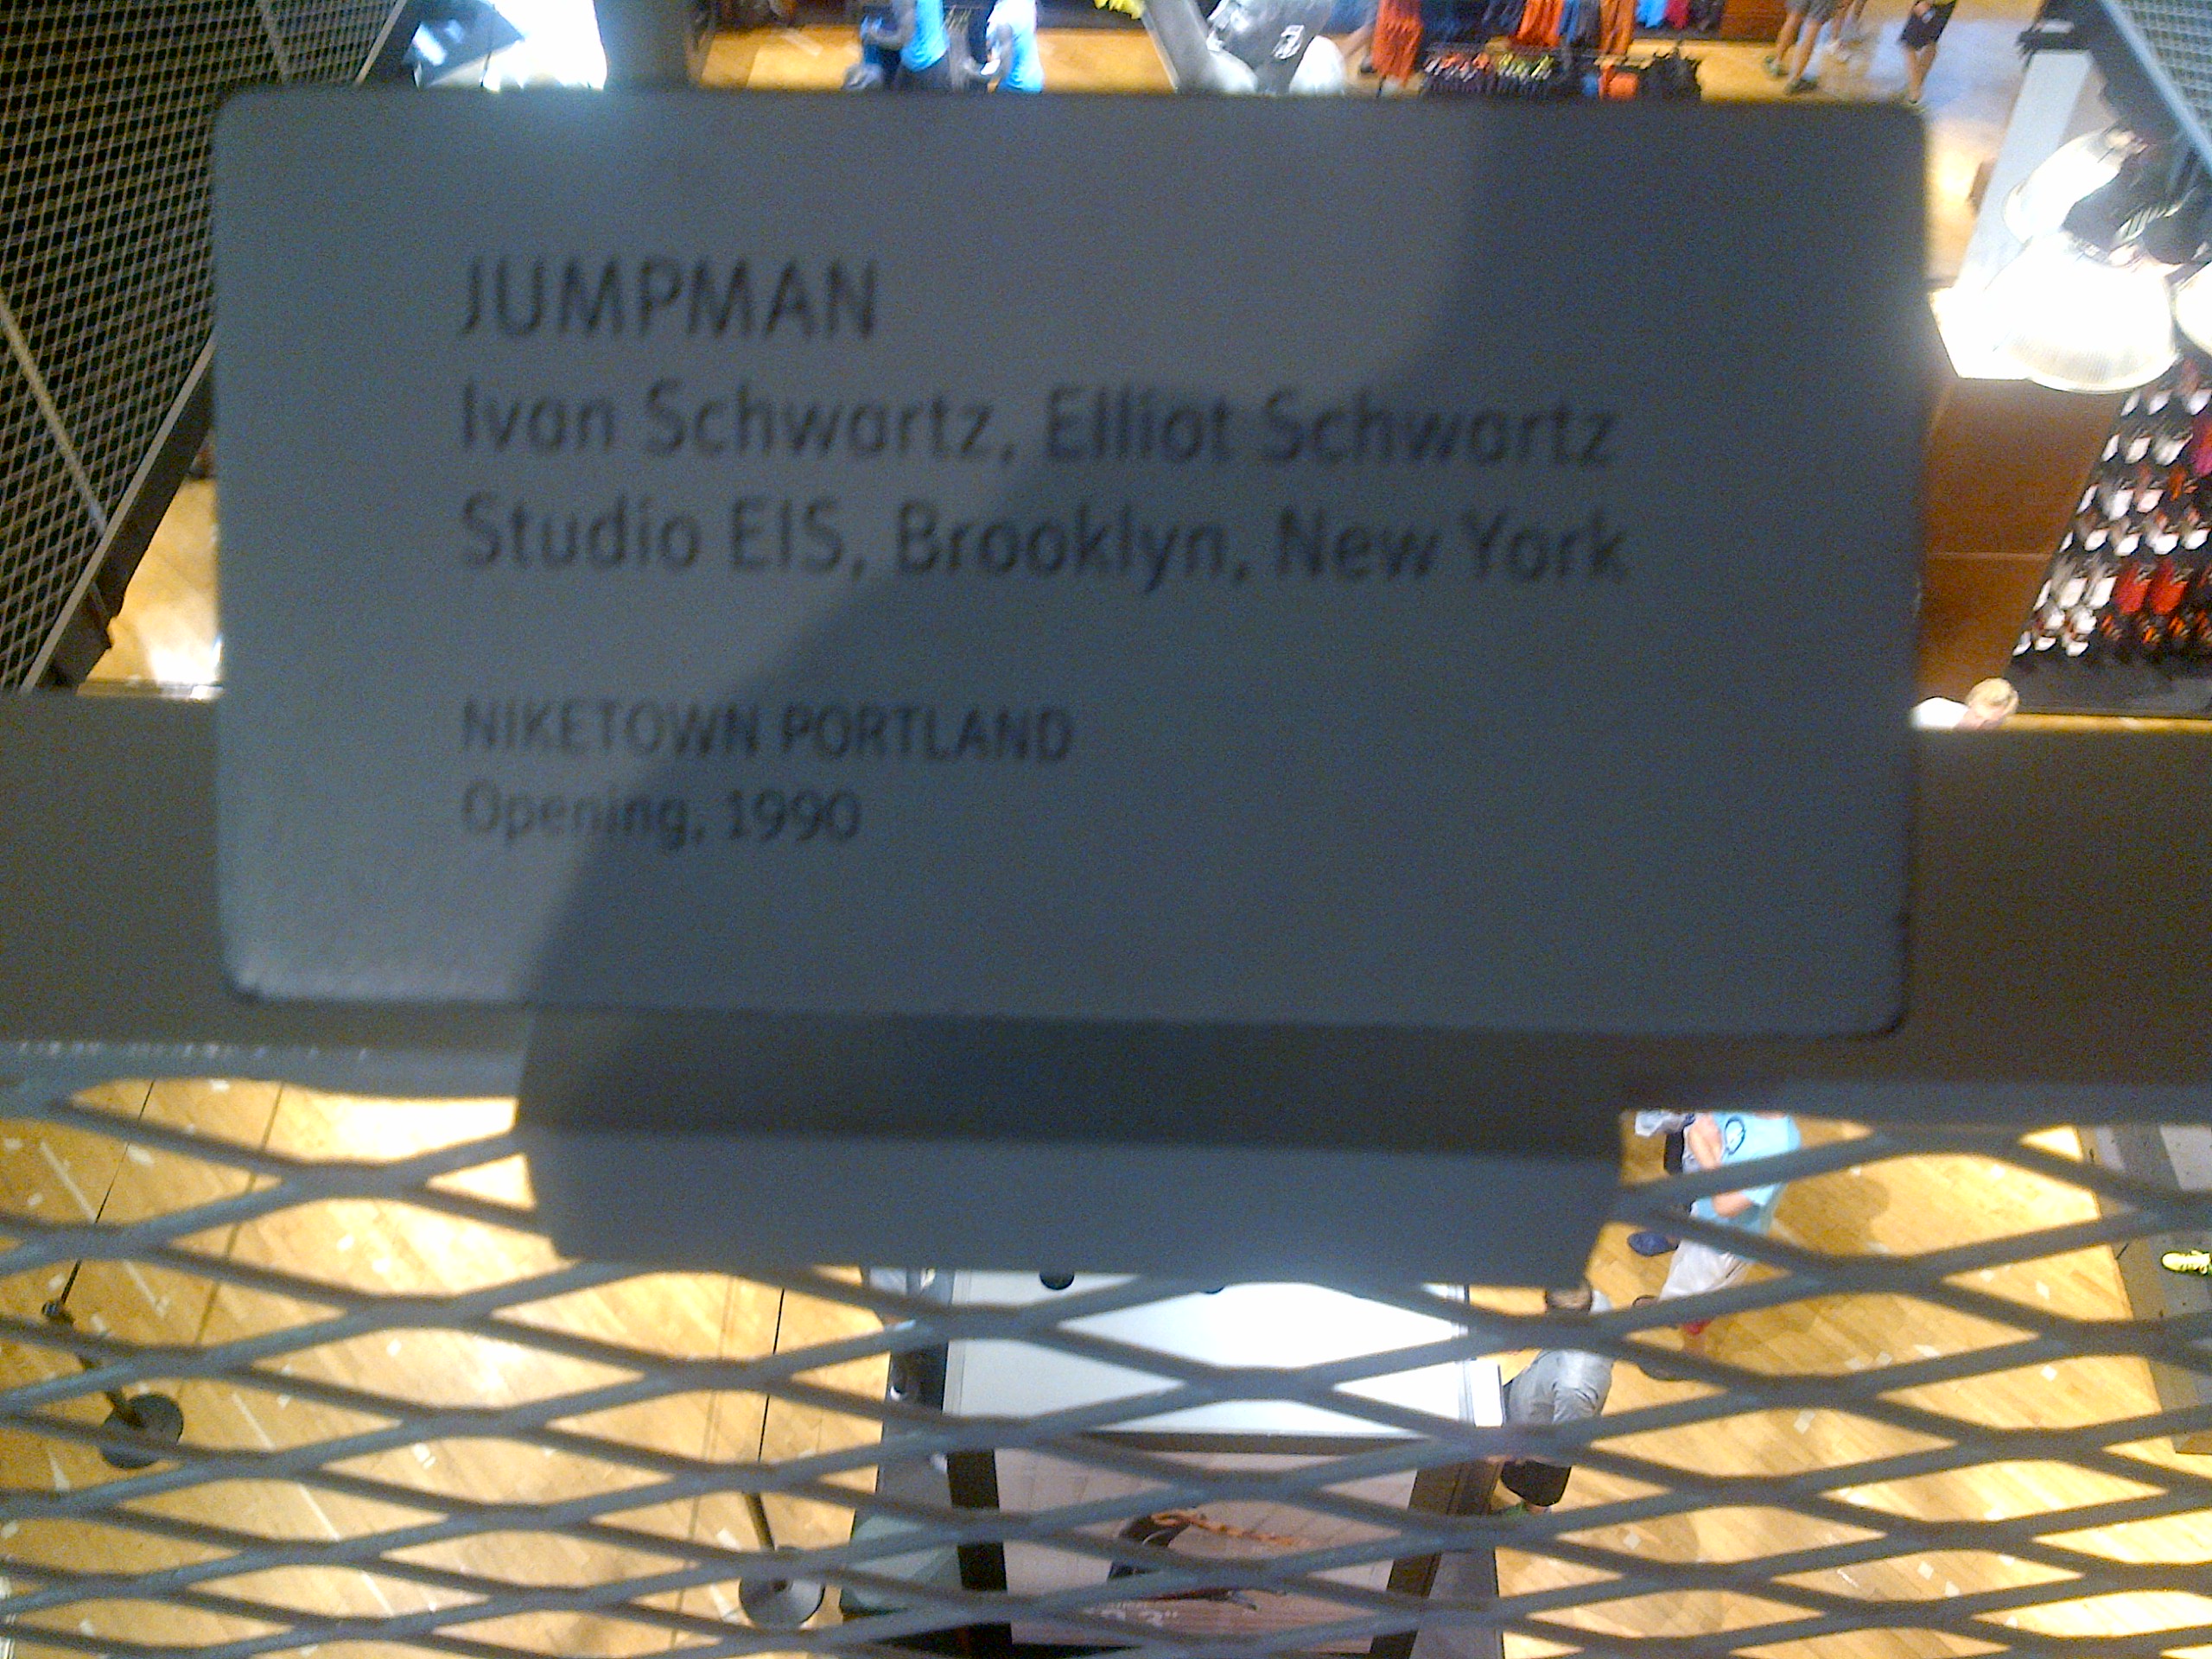 JUMPMAN
Ivan Schwartz, Elliot Schwartz
Studio EIS, Brooklyn, New York
NIKETOWN PORTLAND
Opening, 1990